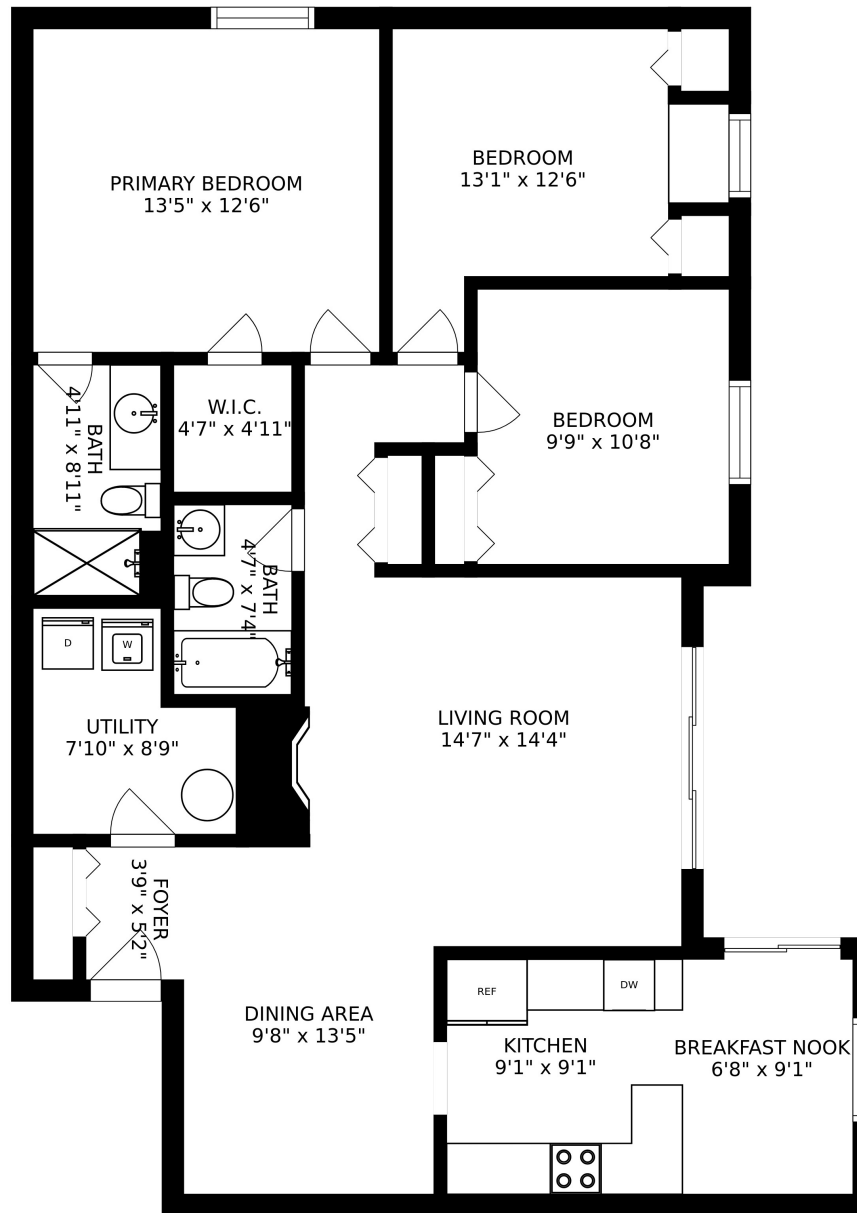 PRIMARY BEDROOM
13'5" x 12'6"
BEDROOM
13'1" x 12'6"
W.I.C.
4'7" x 4'11"
BEDROOM
9'9" x 10'8"
BATH
4'11" x 8'11"
BATH
4'7" x 7'4"
D
W
UTILITY
7'10" x 8'9"
LIVING ROOM
14'7" x 14'4"
FOYER
3'9" x 5'2"
DINING AREA
9'8" x 13'5"
REF
DW
KITCHEN
9'1" x 9'1"
BREAKFAST NOOK
6'8" x 9'1"